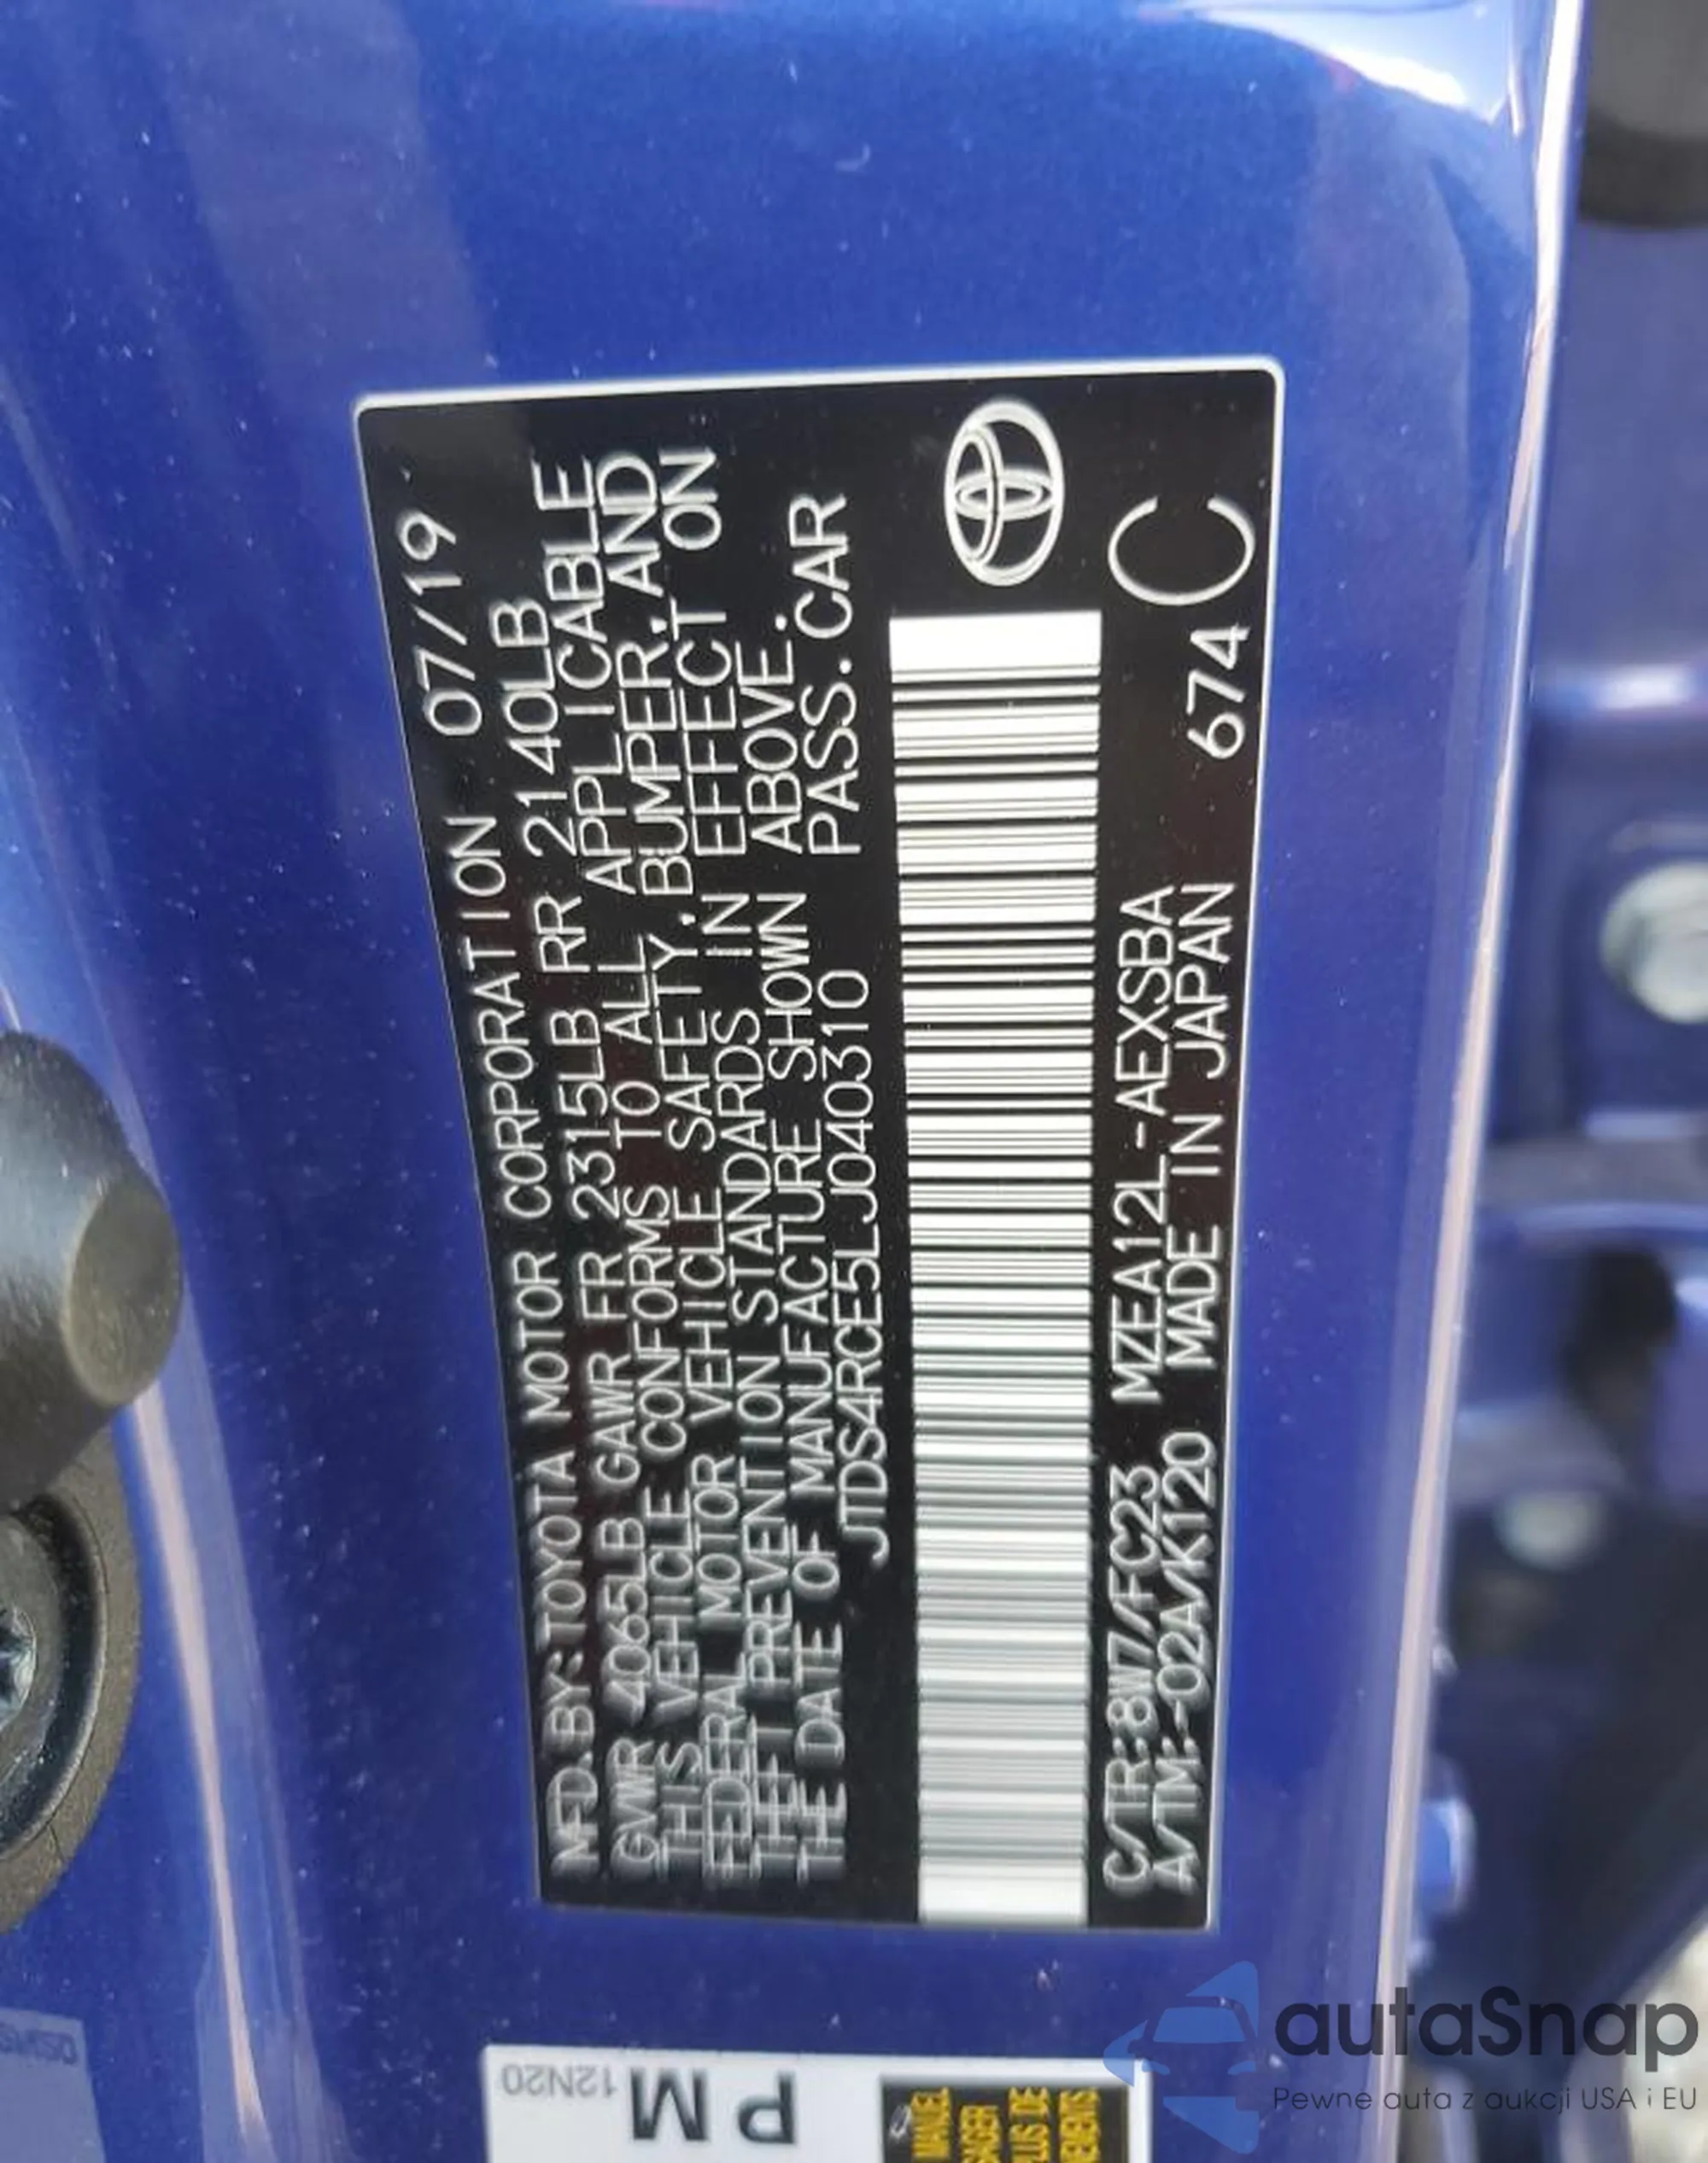 MFD.BY:TOYOTA MOTOR CORPORATION 07/19
GVWR 4065LB GAWR FR 2315LB RR 2140LB
THIS VEHICLE CONFORMS TO ALL APPLICABLE
FEDERAL MOTOR VEHICLE SAFETY,BUMPER,AND
THEFT PREVENTION STANDARDS IN EFFECT ON
THE DATE OF MANUFACTURE SHOWN ABOVE.
JTDS4RCE5LJ040310 PASS.CAR
C/TR:8W7/FC23 MZEA12L-AEXSBA
A/TM:-02A/K120 MADE IN JAPAN 674 C
12N20
PM
MANUEL
PLUS DE
autaSnap
Pewne auta z aukcji USA i EU